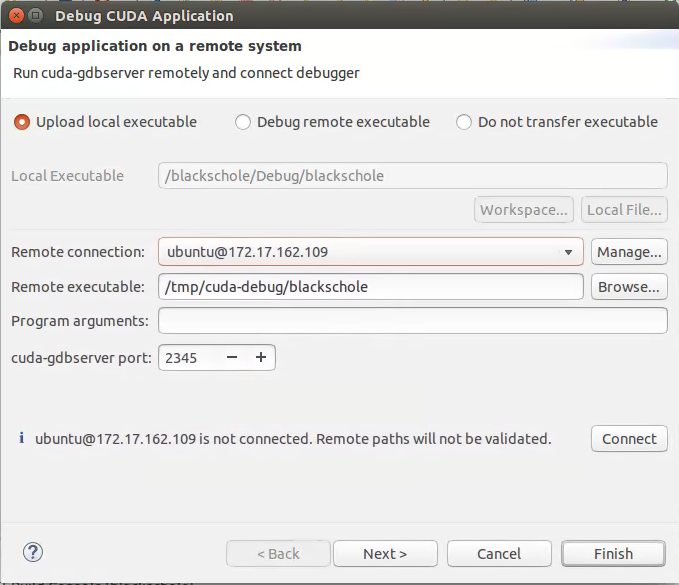 Debug CUDA Application
Debug application on a remote system
Run cuda-gdbserver remotely and connect debugger
Upload local executable Debug remote executable Do not transfer executable
Local Executable /blackschole/Debug/blackschole
Workspace... Local File...
Remote connection: ubuntu@172.17.162.109 Manage...
Remote executable: /tmp/cuda-debug/blackschole Browse...
Program arguments:
cuda-gdbserver port: 2345 − +
i ubuntu@172.17.162.109 is not connected. Remote paths will not be validated. Connect
? < Back Next > Cancel Finish